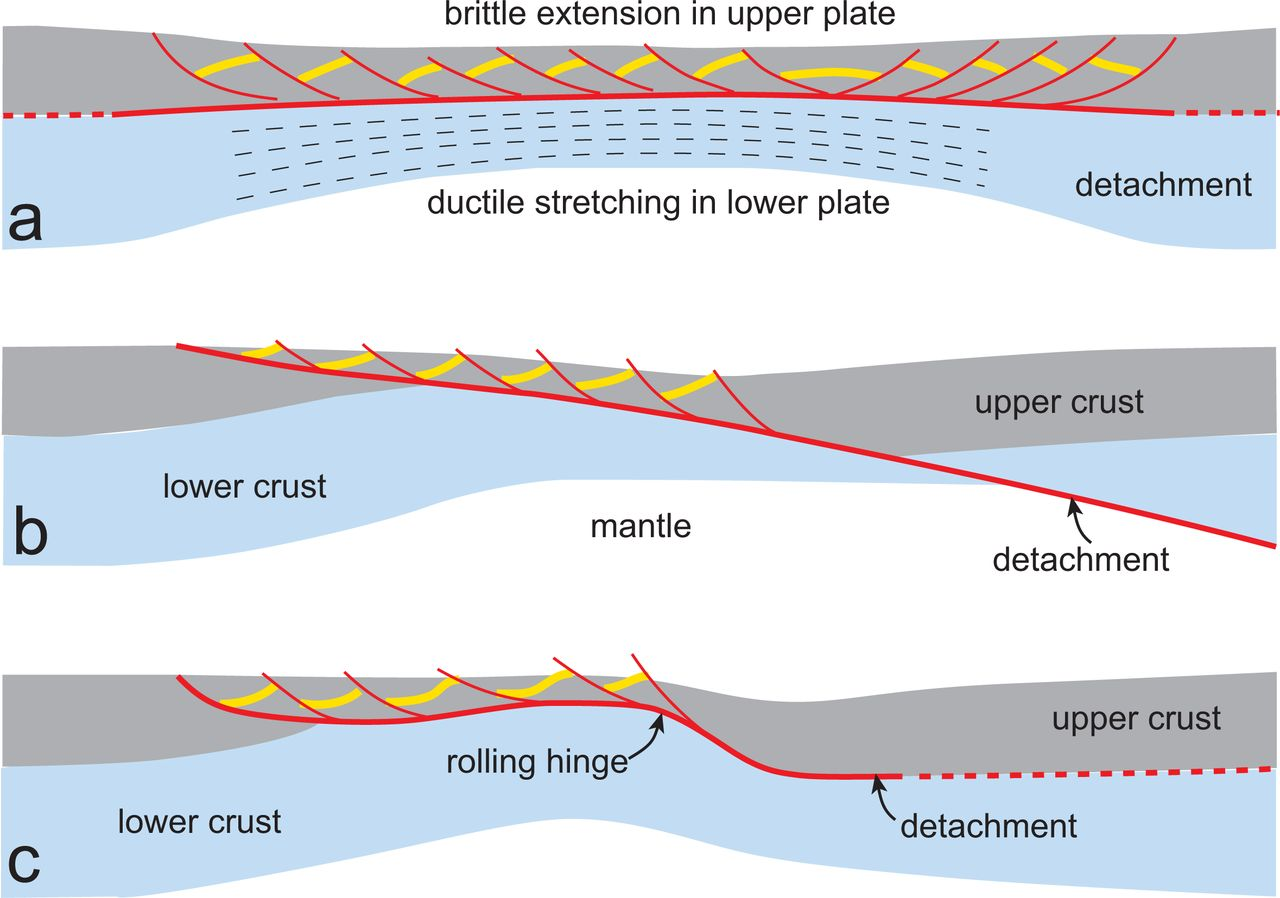 brittle extension in upper plate
detachment
ductile stretching in lower plate
a
upper crust
lower crust
mantle
b
detachment
upper crust
rolling hinge
lower crust
detachment
c